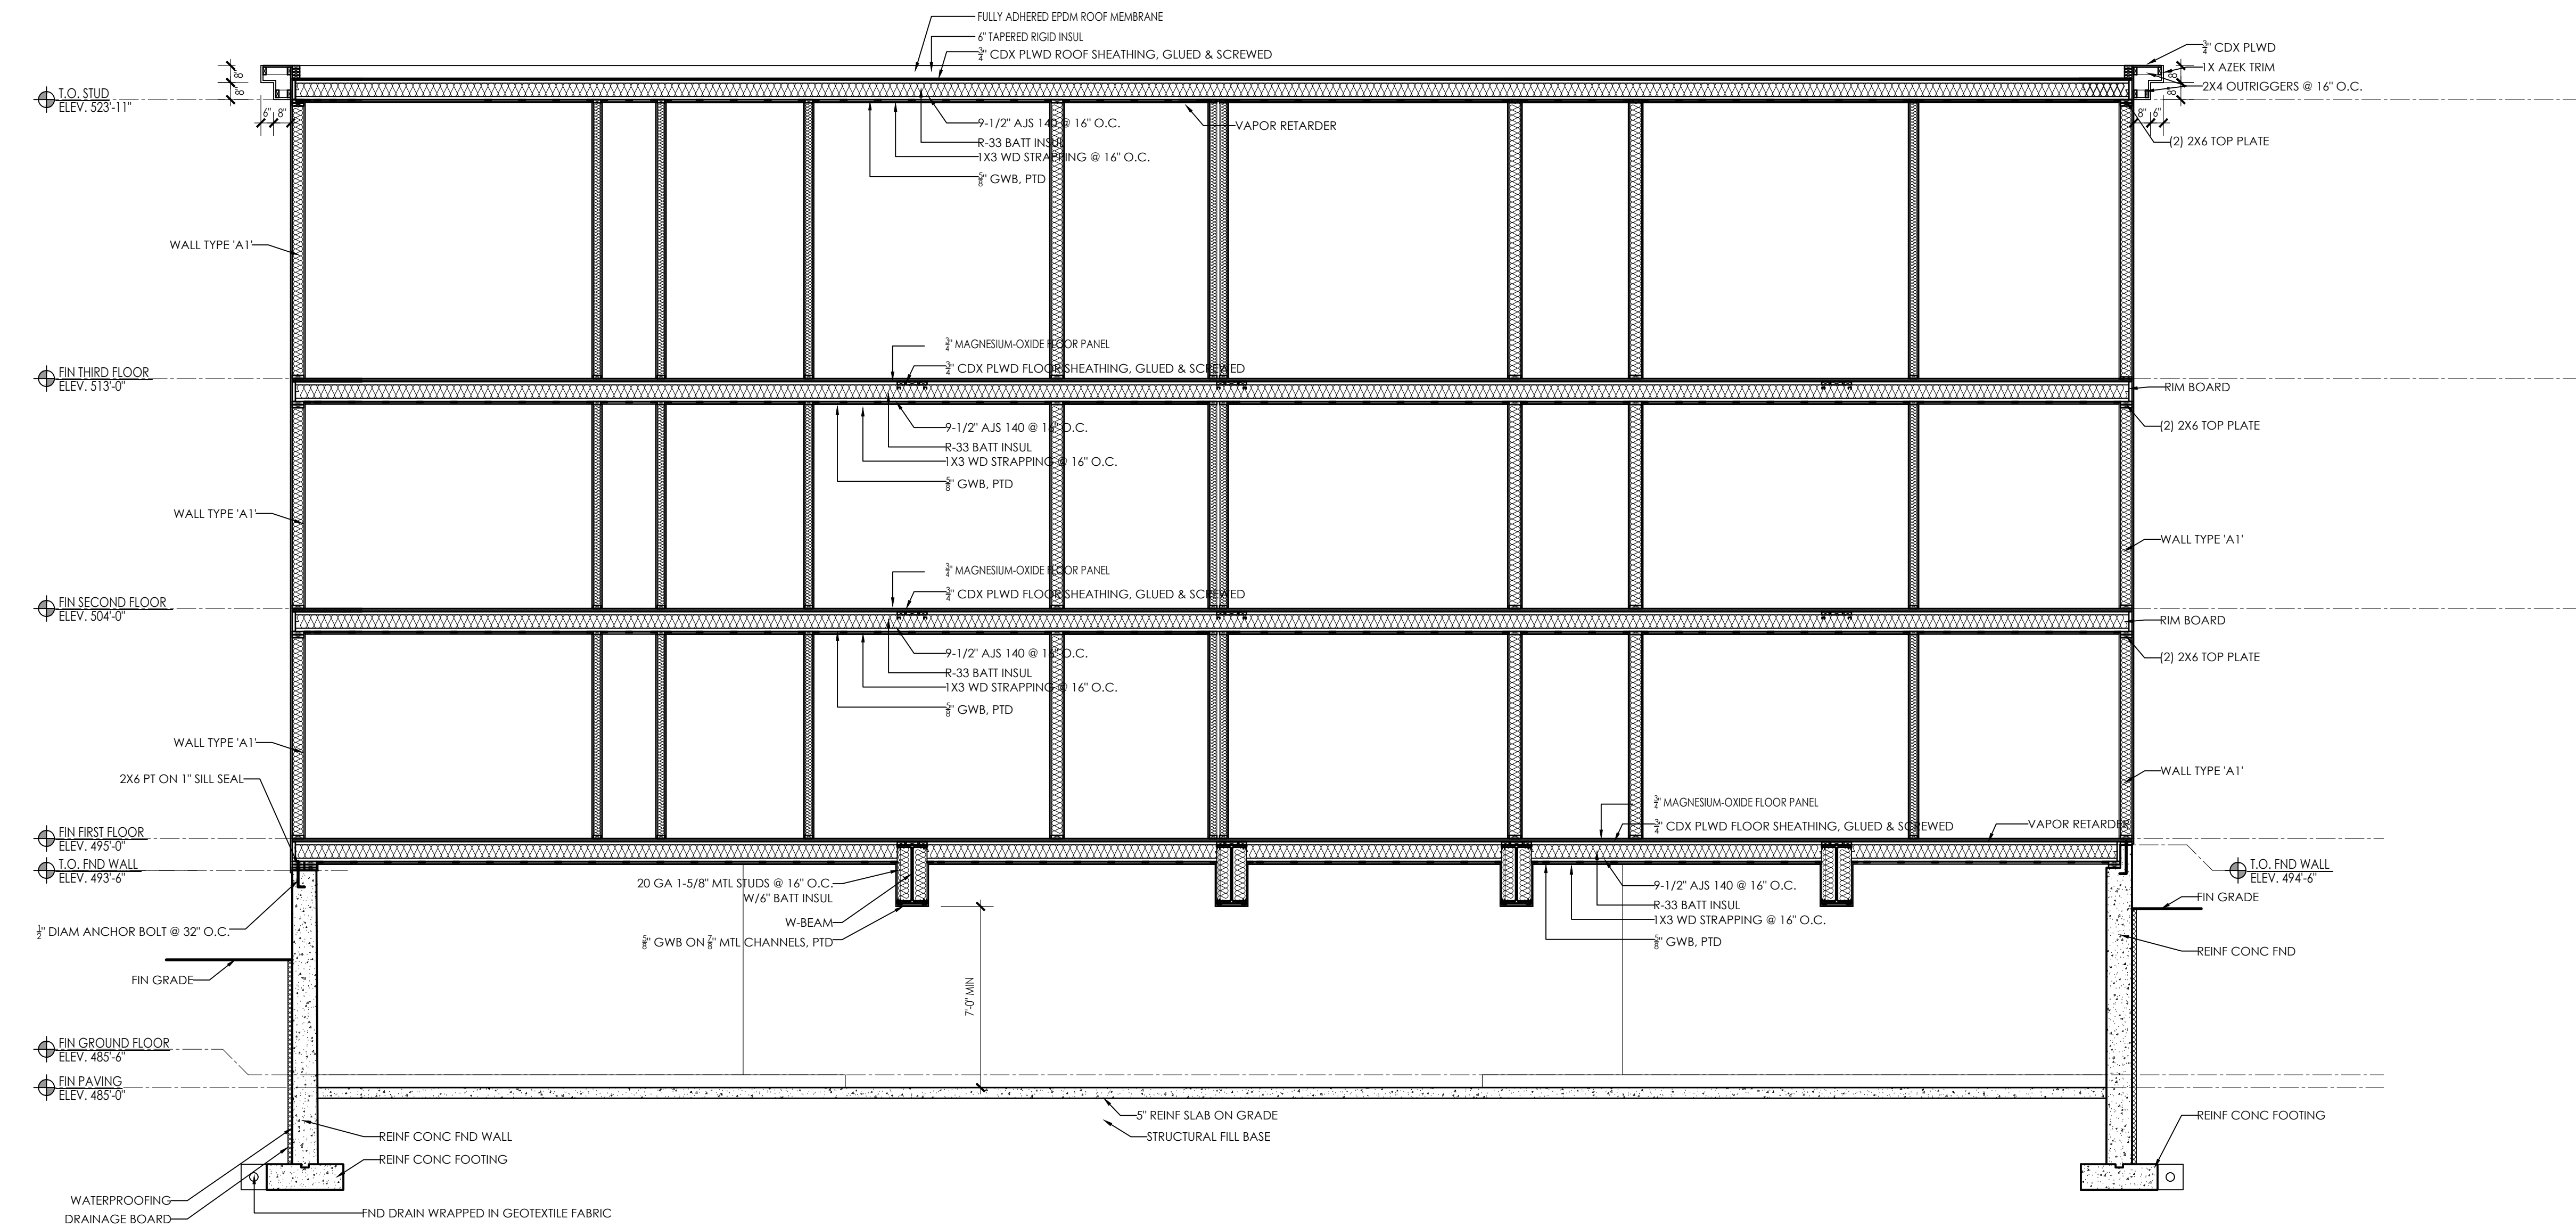 FULLY ADHERED EPDM ROOF MEMBRANE
6" TAPERED RIGID INSUL
3/4" CDX PLWD ROOF SHEATHING, GLUED & SCREWED
3/4" CDX PLWD
1X AZEK TRIM
2X4 OUTRIGGERS @ 16" O.C.
8"
8"
6"
8"
8"
8"
8"
6"
T.O. STUD
ELEV. 523'-11"
9-1/2" AJS 140 @ 16" O.C.
R-33 BATT INSUL
1X3 WD STRAPPING @ 16" O.C.
5/8" GWB, PTD
VAPOR RETARDER
(2) 2X6 TOP PLATE
WALL TYPE 'A1'
3/4" MAGNESIUM-OXIDE FLOOR PANEL
3/4" CDX PLWD FLOOR SHEATHING, GLUED & SCREWED
FIN THIRD FLOOR
ELEV. 513'-0"
RIM BOARD
(2) 2X6 TOP PLATE
9-1/2" AJS 140 @ 16" O.C.
R-33 BATT INSUL
1X3 WD STRAPPING @ 16" O.C.
5/8" GWB, PTD
WALL TYPE 'A1'
WALL TYPE 'A1'
3/4" MAGNESIUM-OXIDE FLOOR PANEL
3/4" CDX PLWD FLOOR SHEATHING, GLUED & SCREWED
FIN SECOND FLOOR
ELEV. 504'-0"
RIM BOARD
(2) 2X6 TOP PLATE
9-1/2" AJS 140 @ 16" O.C.
R-33 BATT INSUL
1X3 WD STRAPPING @ 16" O.C.
5/8" GWB, PTD
WALL TYPE 'A1'
WALL TYPE 'A1'
2X6 PT ON 1" SILL SEAL
3/4" MAGNESIUM-OXIDE FLOOR PANEL
3/4" CDX PLWD FLOOR SHEATHING, GLUED & SCREWED
VAPOR RETARDER
FIN FIRST FLOOR
ELEV. 495'-0"
T.O. FND WALL
ELEV. 493'-6"
T.O. FND WALL
ELEV. 494'-6"
20 GA 1-5/8" MTL STUDS @ 16" O.C.
W/6" BATT INSUL
W-BEAM
5/8" GWB ON 7/8" MTL CHANNELS, PTD
9-1/2" AJS 140 @ 16" O.C.
R-33 BATT INSUL
1X3 WD STRAPPING @ 16" O.C.
5/8" GWB, PTD
FIN GRADE
1/2" DIAM ANCHOR BOLT @ 32" O.C.
REINF CONC FND
FIN GRADE
7'-0" MIN
FIN GROUND FLOOR
ELEV. 485'-6"
FIN PAVING
ELEV. 485'-0"
5" REINF SLAB ON GRADE
STRUCTURAL FILL BASE
REINF CONC FOOTING
REINF CONC FND WALL
REINF CONC FOOTING
WATERPROOFING
DRAINAGE BOARD
FND DRAIN WRAPPED IN GEOTEXTILE FABRIC